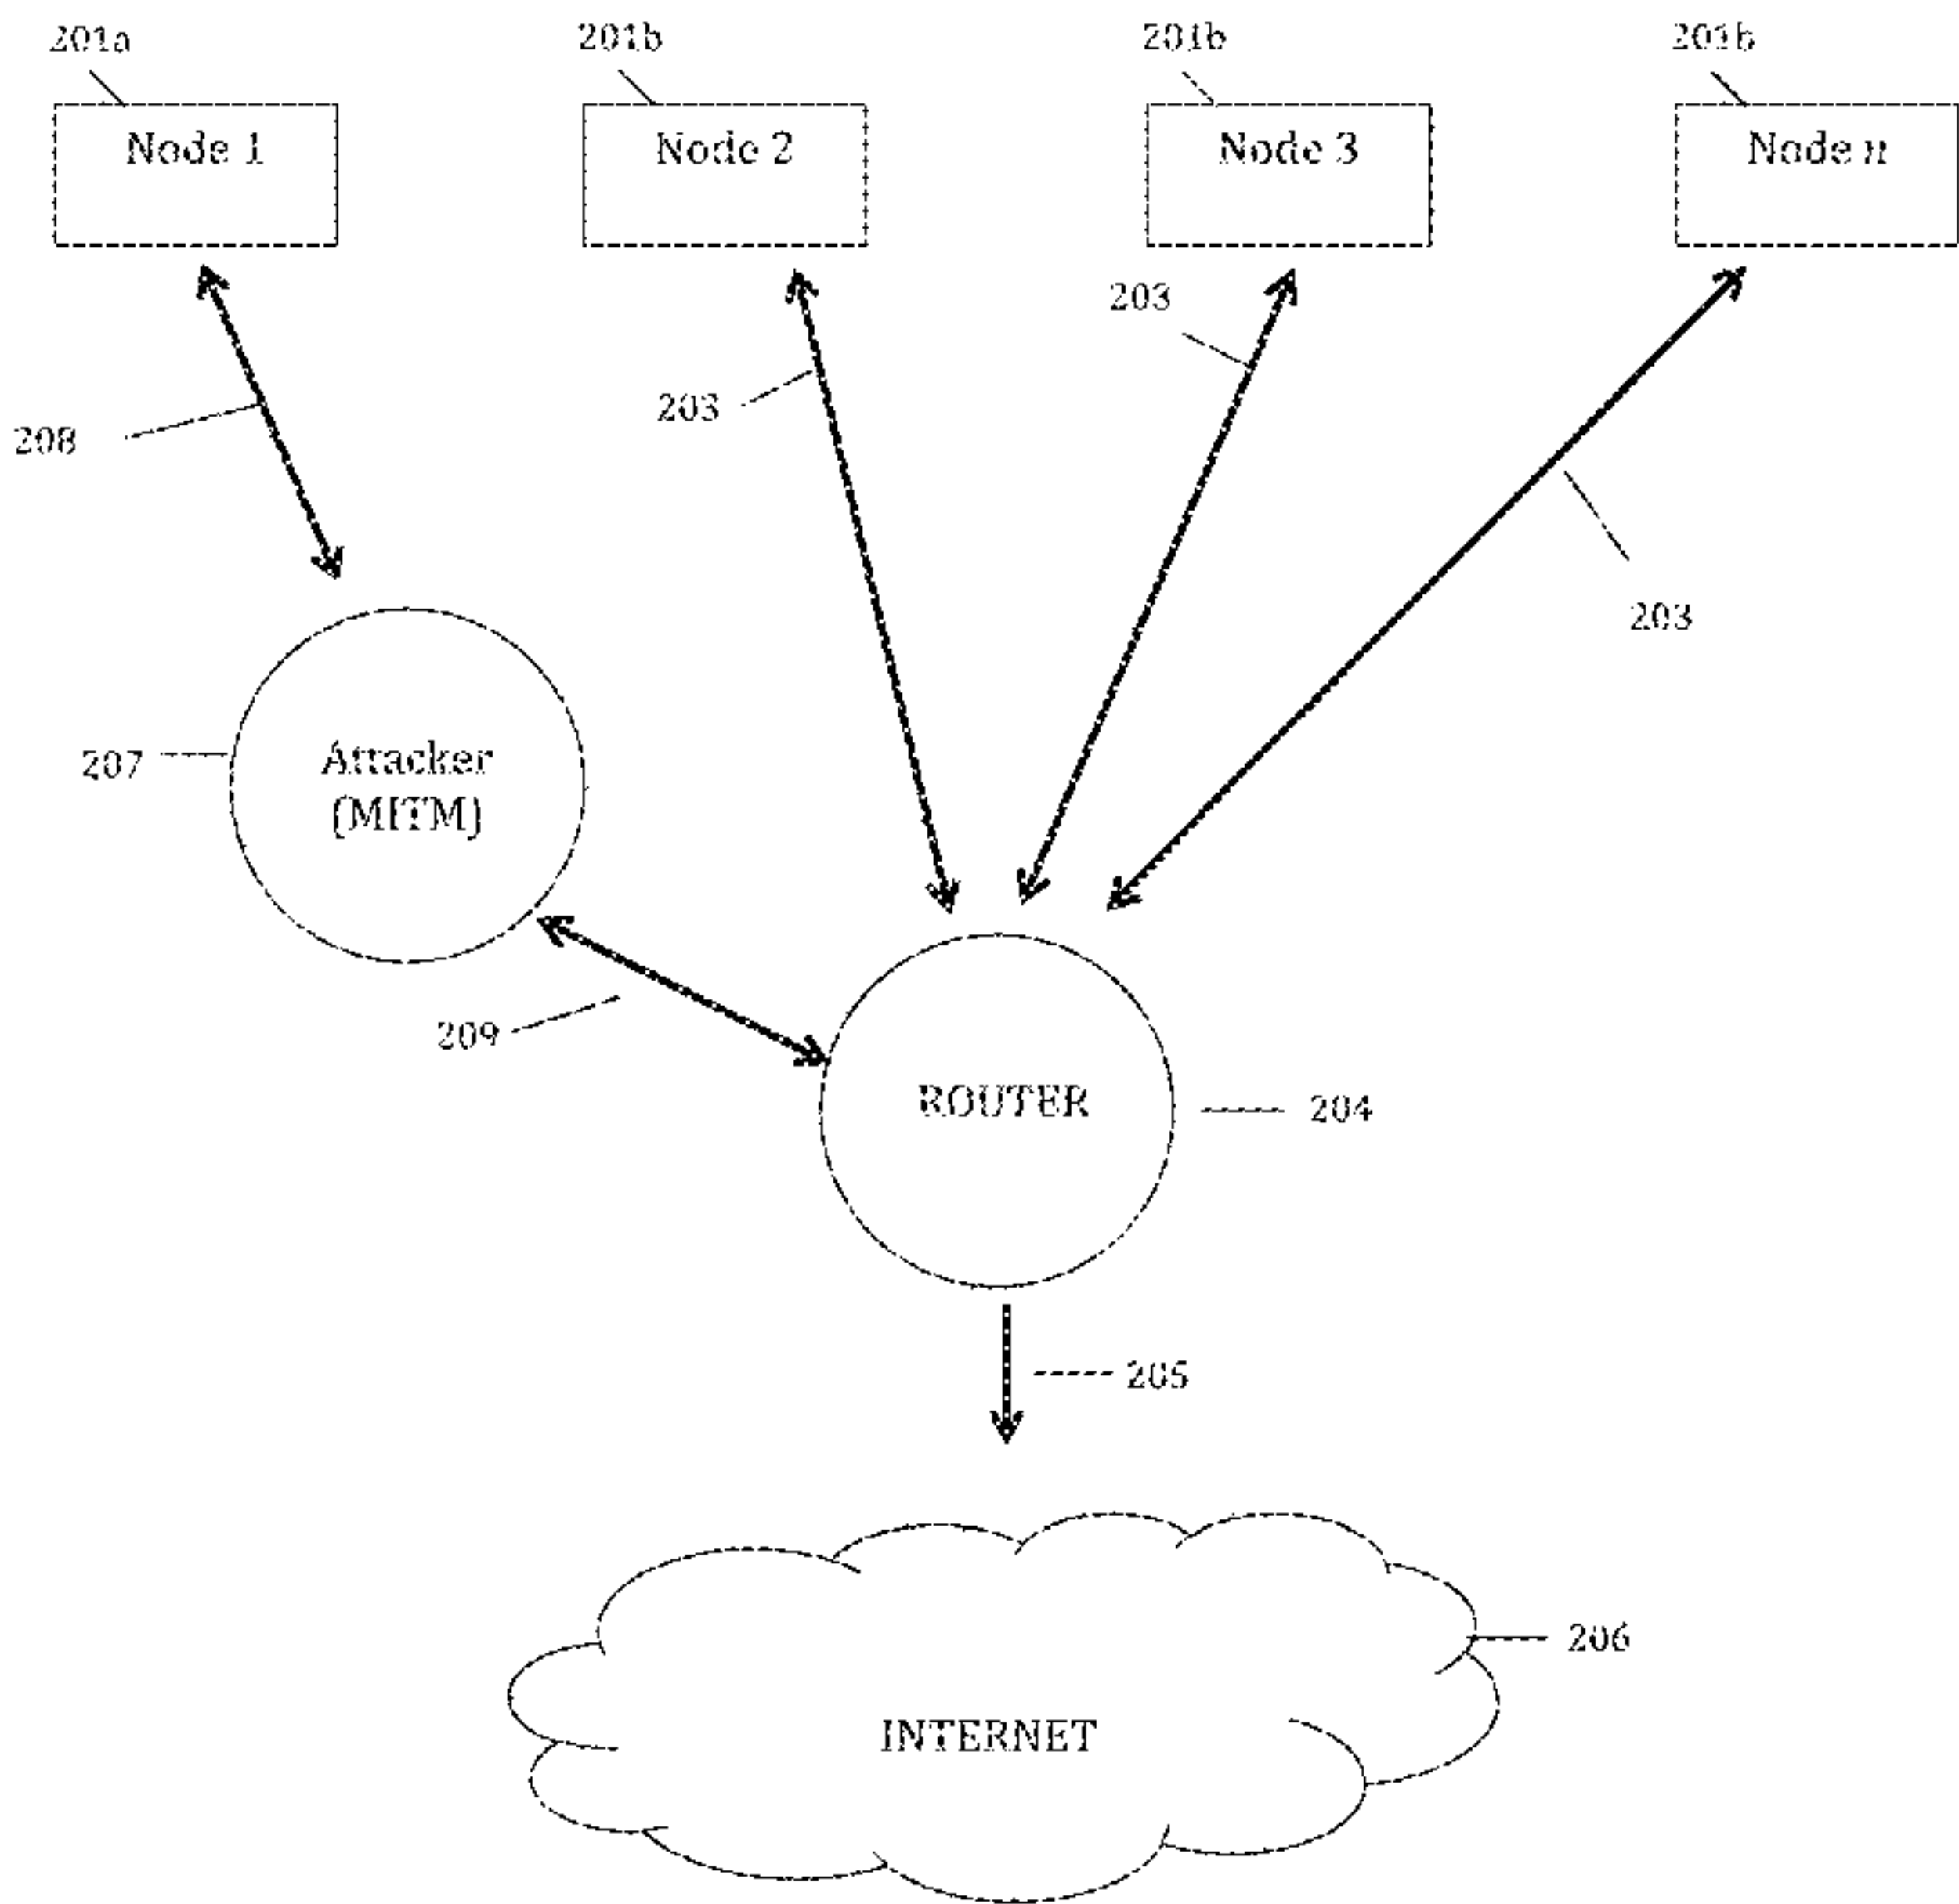 201a
201b
201b
201b
Node 1
Node 2
Node 3
Node n
203
203
208
203
207
Attacker
(MITM)
209
ROUTER
204
205
206
INTERNET